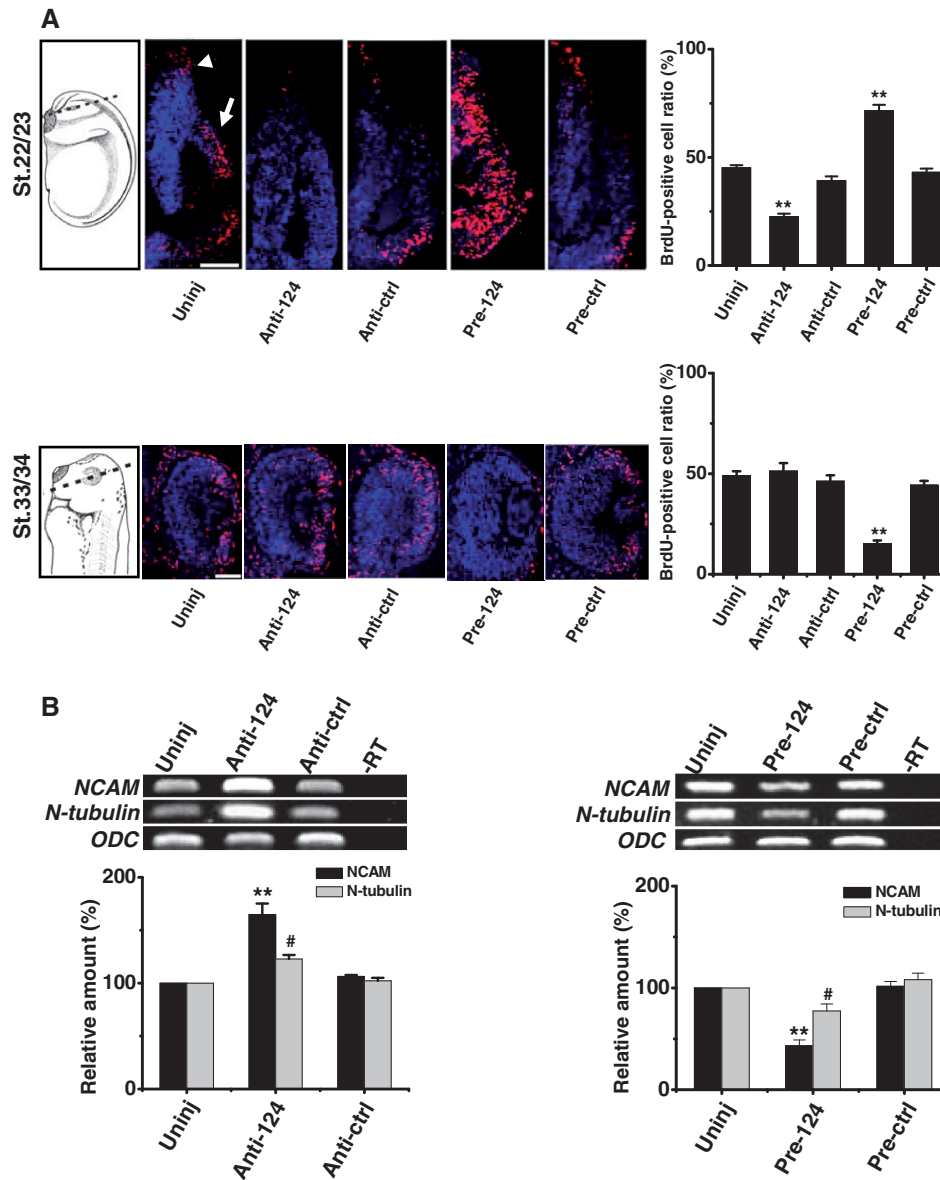 A
St.22/23
Uninj
Anti-124
Anti-ctrl
Pre-124
Pre-ctrl
BrdU-positive cell ratio (%)
100
50
0
**
**
Uninj
Anti-124
Anti-ctrl
Pre-124
Pre-ctrl
St.33/34
Uninj
Anti-124
Anti-ctrl
Pre-124
Pre-ctrl
BrdU-positive cell ratio (%)
100
50
0
**
Uninj
Anti-124
Anti-ctrl
Pre-124
Pre-ctrl
B
Uninj
Anti-124
Anti-ctrl
-RT
NCAM
N-tubulin
ODC
Relative amount (%)
200
100
0
NCAM
N-tubulin
**
#
Uninj
Anti-124
Anti-ctrl
Uninj
Pre-124
Pre-ctrl
-RT
NCAM
N-tubulin
ODC
Relative amount (%)
200
100
0
NCAM
N-tubulin
**
#
Uninj
Pre-124
Pre-ctrl